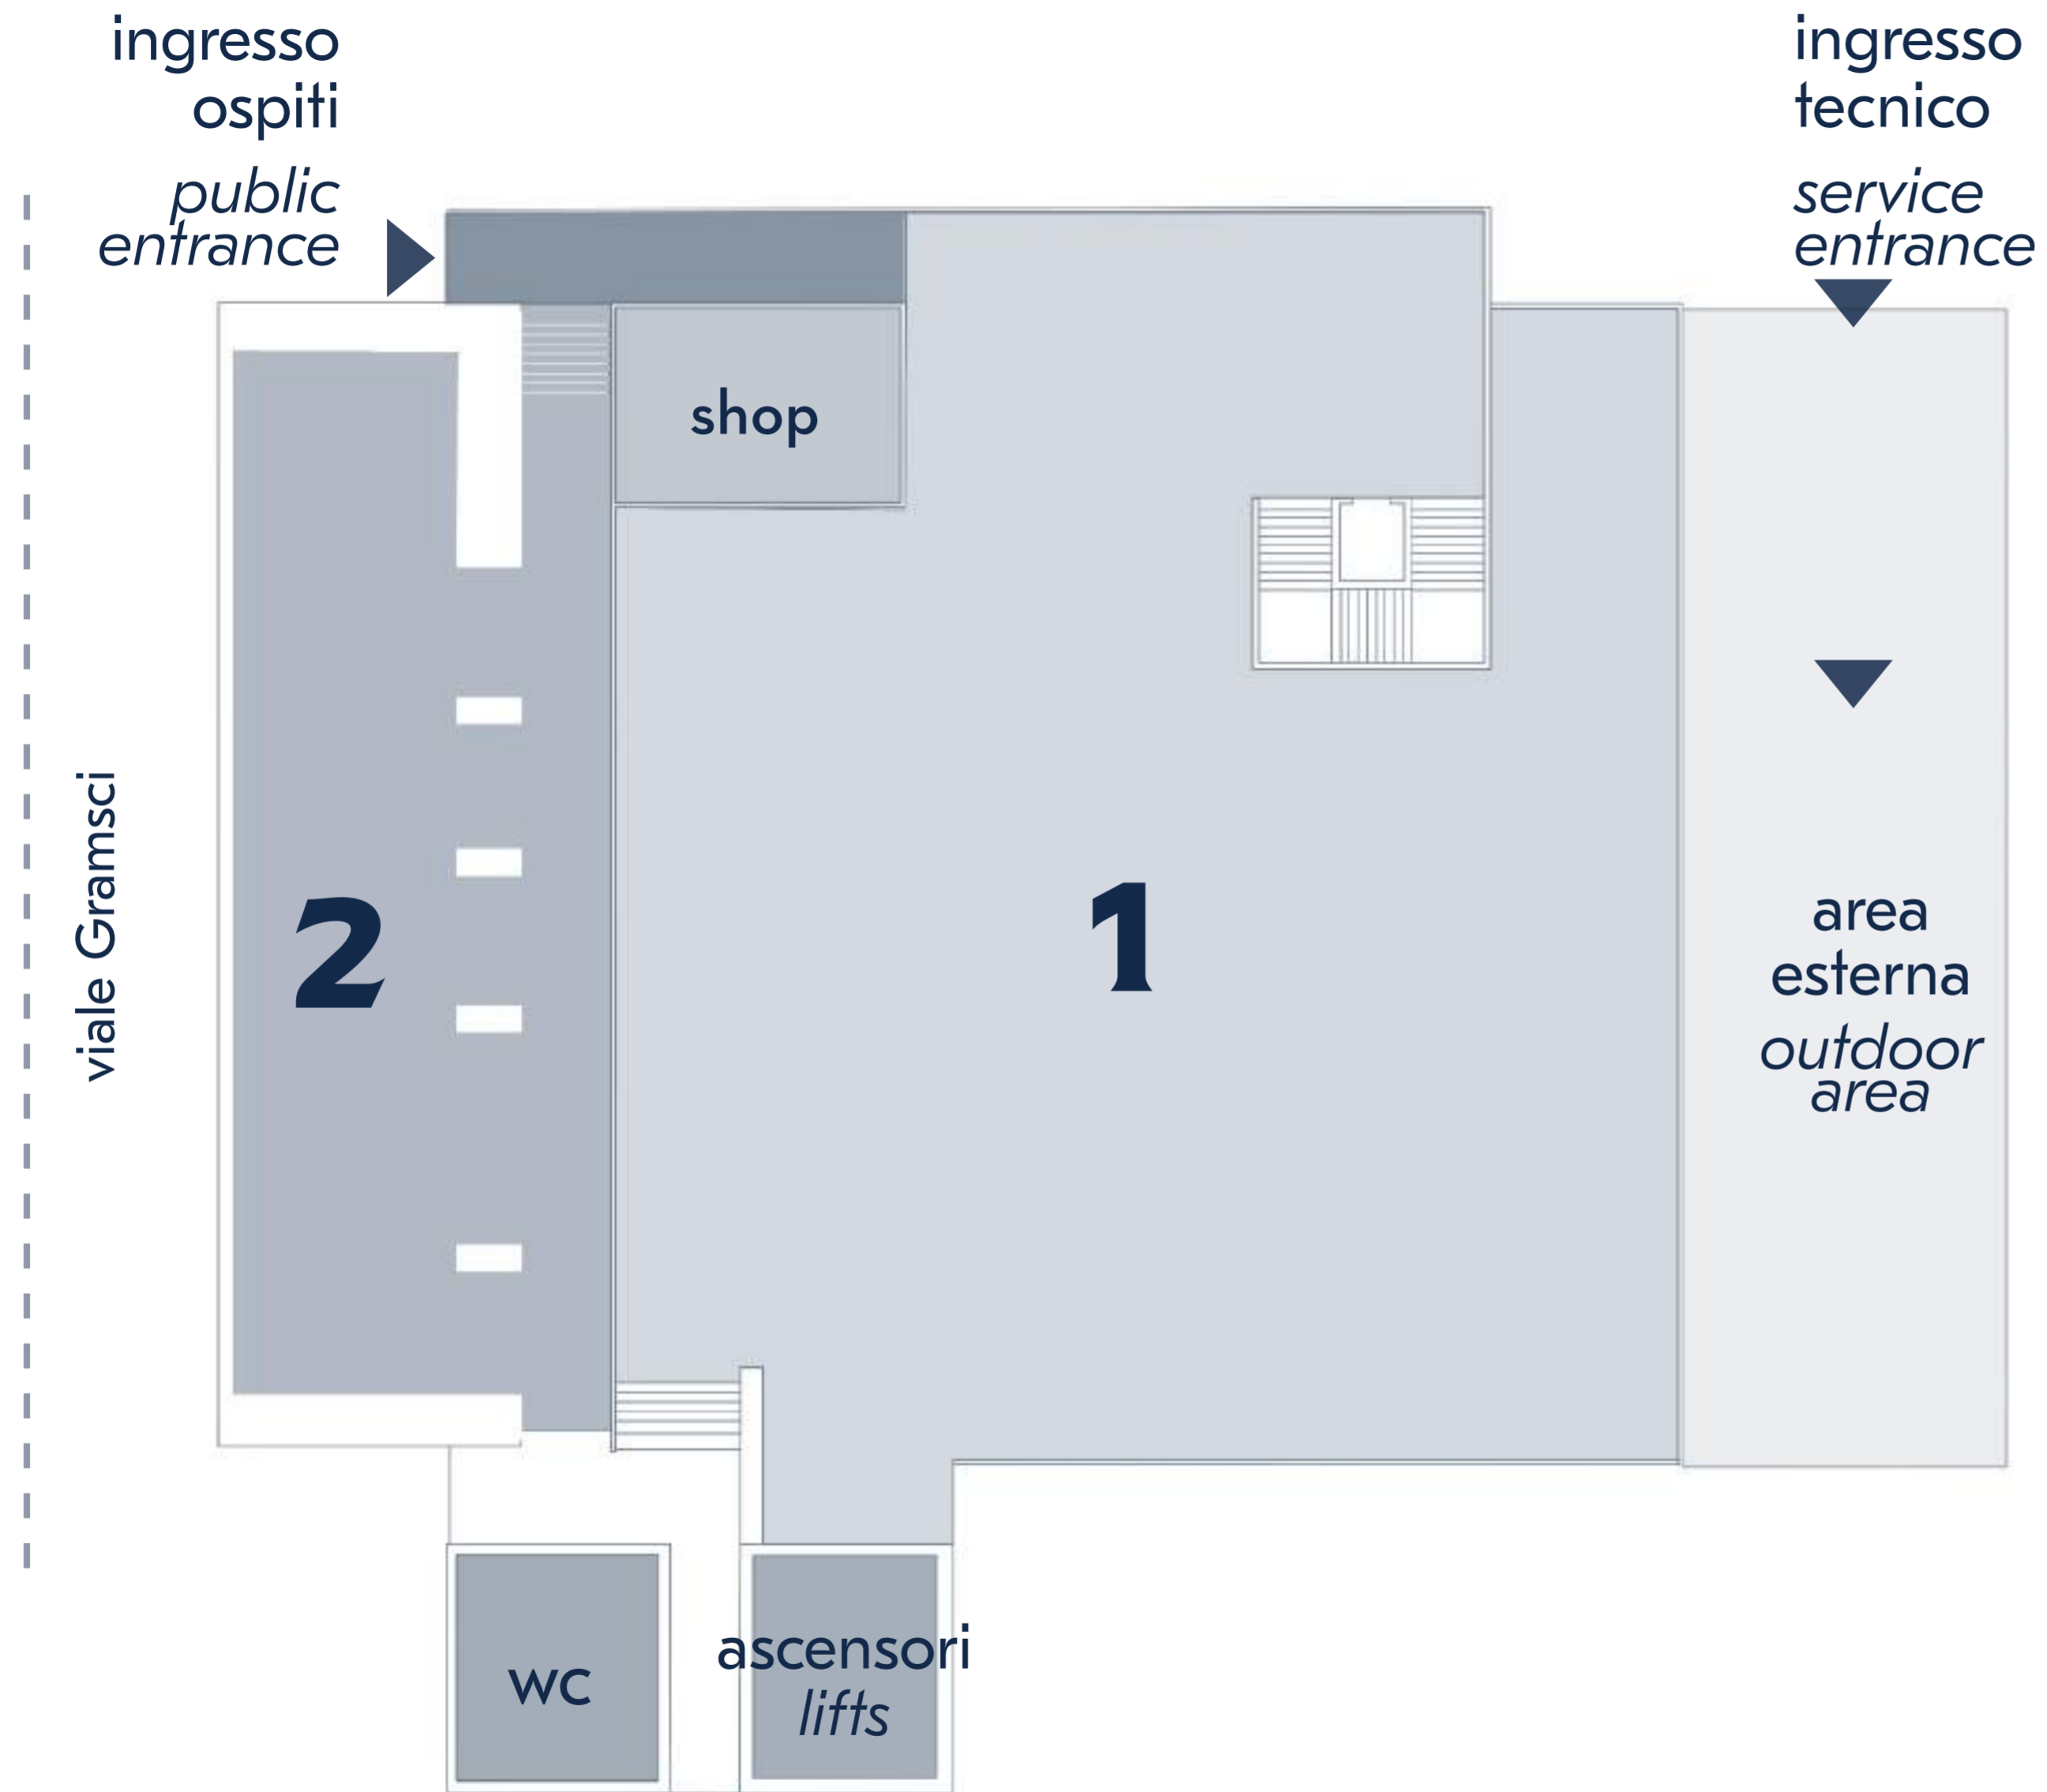 ingresso
ospiti
public
entrance
ingresso
tecnico
service
entrance
shop
viale Gramsci
2
1
area
esterna
outdoor
area
wc
ascensori
lifts